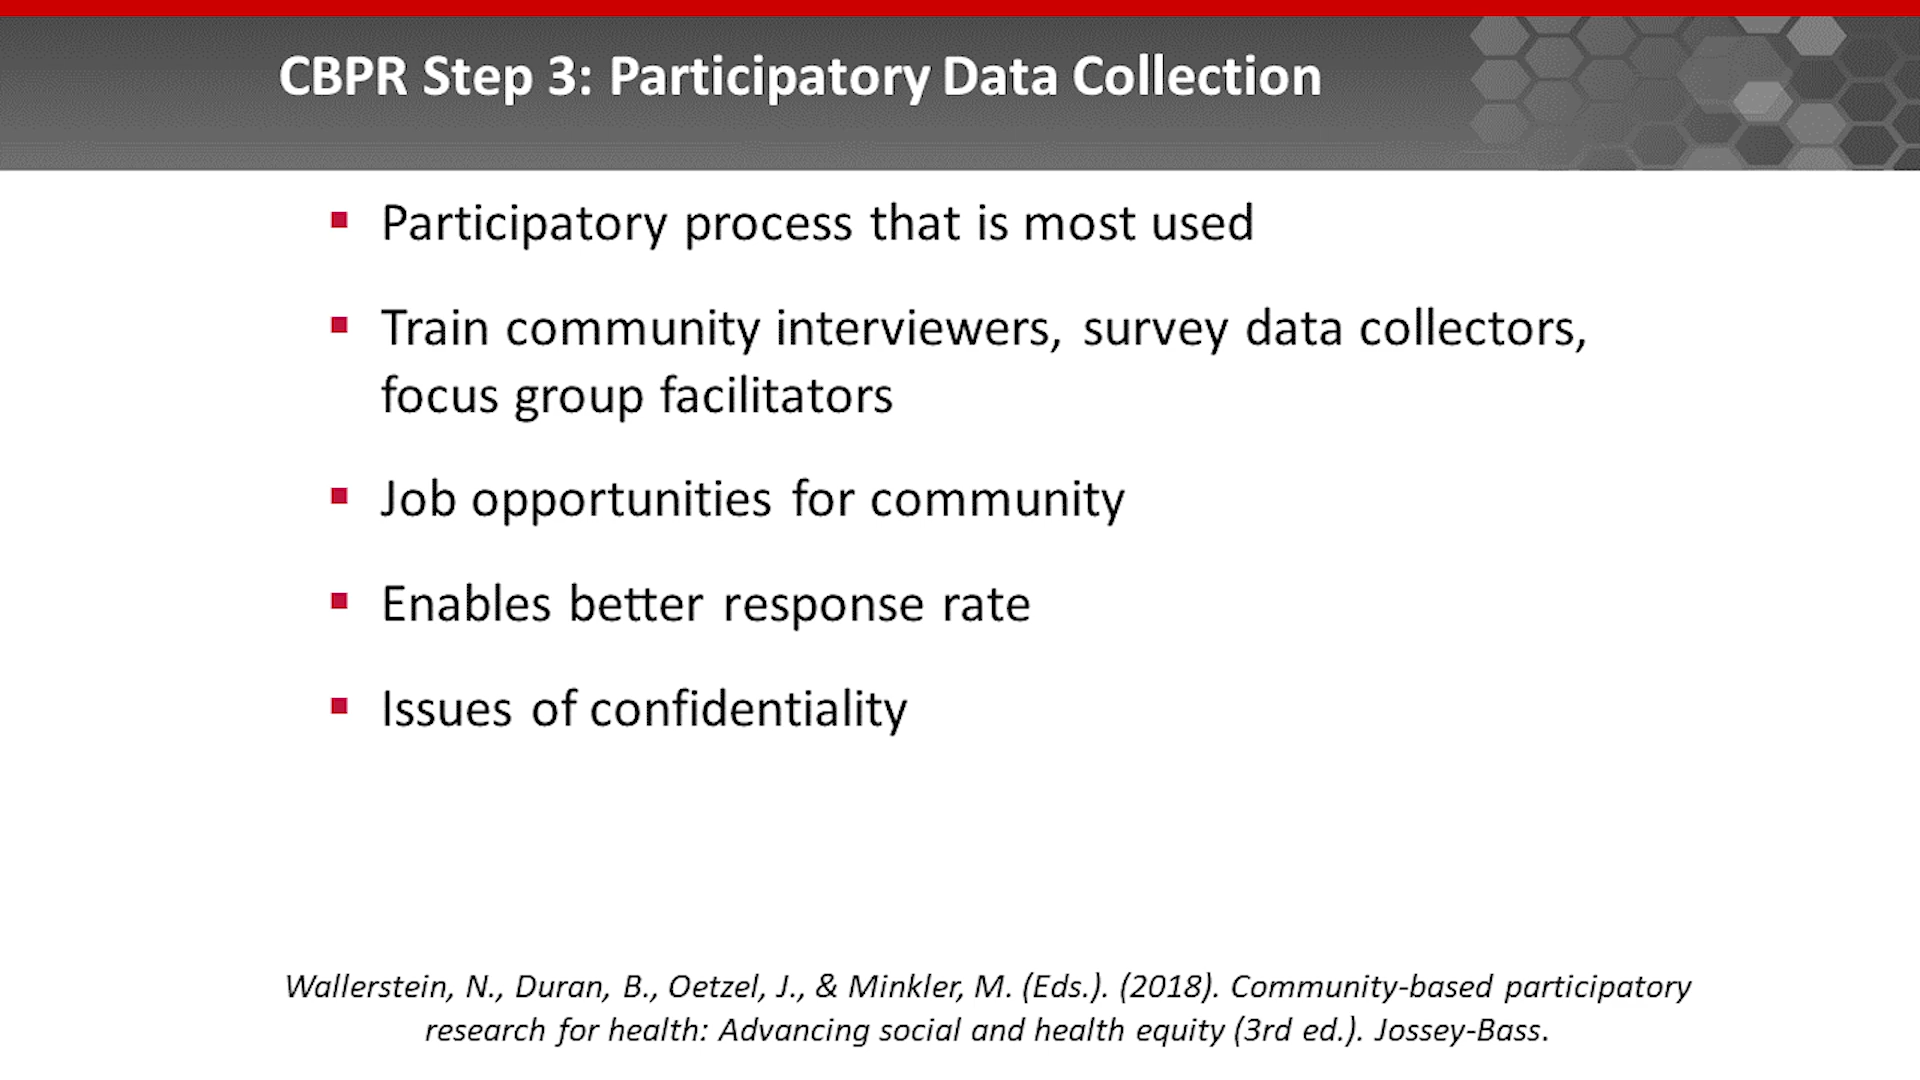 CBPR Step 3: Participatory Data Collection
▪ Participatory process that is most used
▪ Train community interviewers, survey data collectors,
focus group facilitators
▪ Job opportunities for community
▪ Enables better response rate
▪ Issues of confidentiality
Wallerstein, N., Duran, B., Oetzel, J., & Minkler, M. (Eds.). (2018). Community-based participatory
research for health: Advancing social and health equity (3rd ed.). Jossey-Bass.